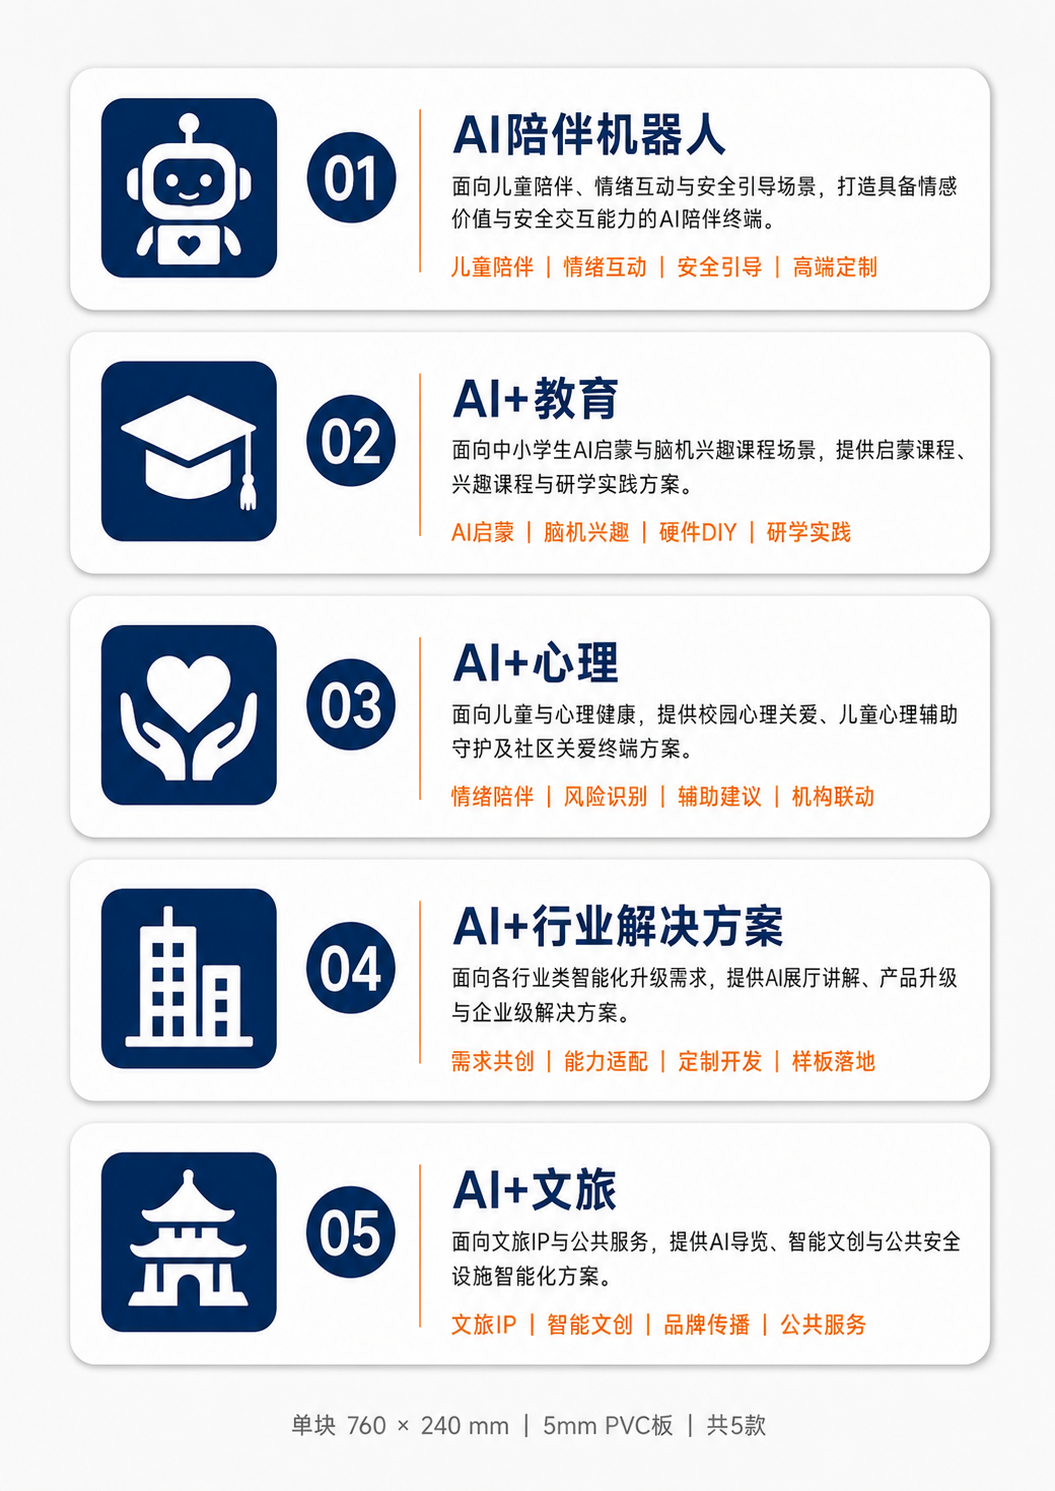 01
AI陪伴机器人
面向儿童陪伴、情绪互动与安全引导场景，打造具备情感
价值与安全交互能力的AI陪伴终端。
儿童陪伴 | 情绪互动 | 安全引导 | 高端定制
02
AI+教育
面向中小学生AI启蒙与脑机兴趣课程场景，提供启蒙课程、
兴趣课程与研学实践方案。
AI启蒙 | 脑机兴趣 | 硬件DIY | 研学实践
03
AI+心理
面向儿童与心理健康，提供校园心理关爱、儿童心理辅助
守护及社区关爱终端方案。
情绪陪伴 | 风险识别 | 辅助建议 | 机构联动
04
AI+行业解决方案
面向各行业类智能化升级需求，提供AI展厅讲解、产品升级
与企业级解决方案。
需求共创 | 能力适配 | 定制开发 | 样板落地
05
AI+文旅
面向文旅IP与公共服务，提供AI导览、智能文创与公共安全
设施智能化方案。
文旅IP | 智能文创 | 品牌传播 | 公共服务
单块 760 × 240 mm | 5mm PVC板 | 共5款